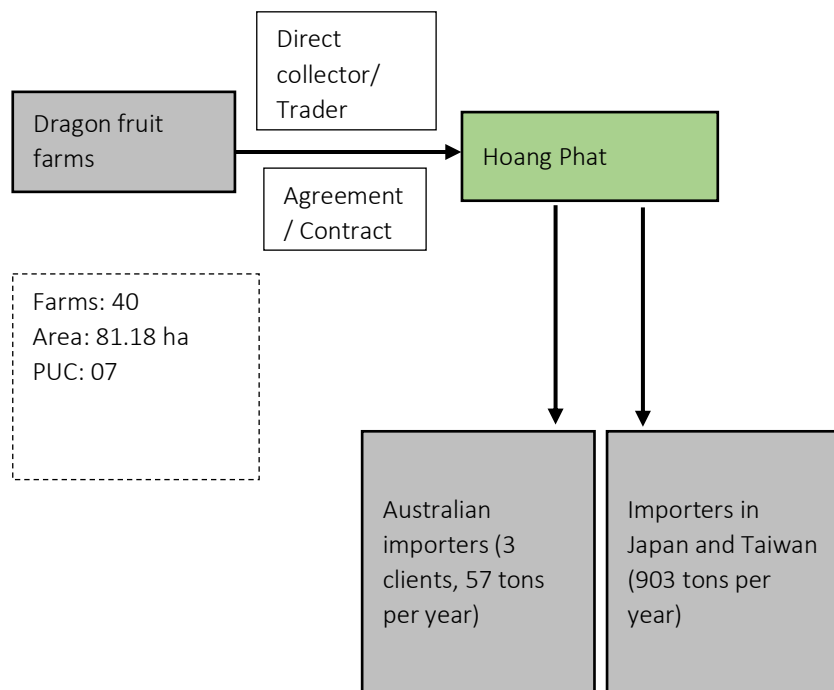 Direct
collector/
Trader
Dragon fruit
farms
Hoang Phat
Agreement
/ Contract
Farms: 40
Area: 81.18 ha
PUC: 07
Australian
importers (3
clients, 57 tons
per year)
Importers in
Japan and Taiwan
(903 tons per
year)